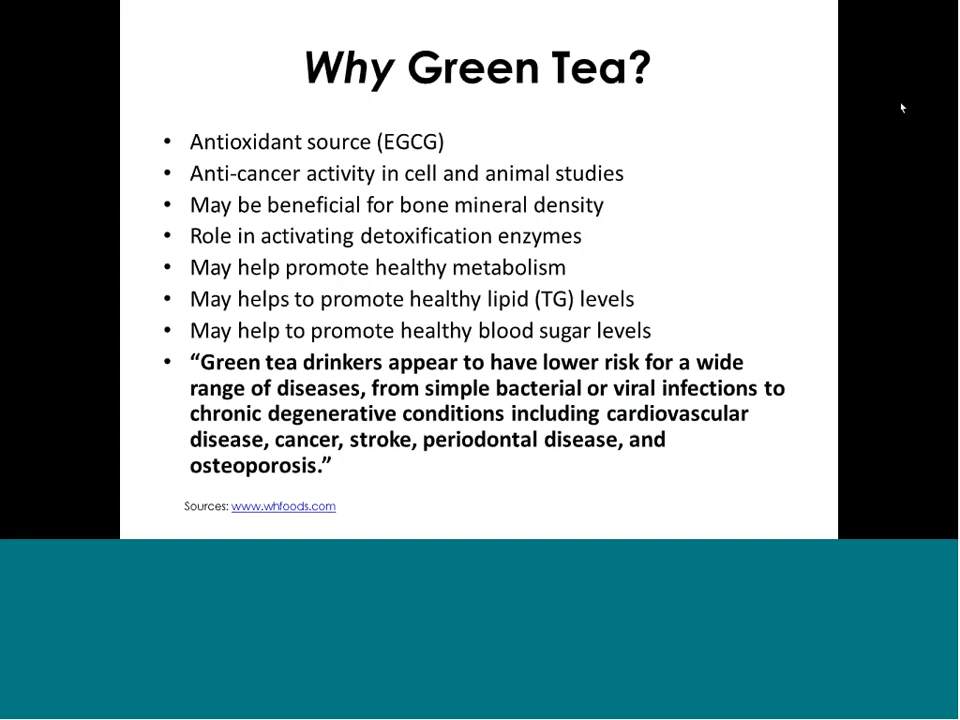 Why Green Tea?
• Antioxidant source (EGCG)
• Anti-cancer activity in cell and animal studies
• May be beneficial for bone mineral density
• Role in activating detoxification enzymes
• May help promote healthy metabolism
• May helps to promote healthy lipid (TG) levels
• May help to promote healthy blood sugar levels
• “Green tea drinkers appear to have lower risk for a wide
range of diseases, from simple bacterial or viral infections to
chronic degenerative conditions including cardiovascular
disease, cancer, stroke, periodontal disease, and
osteoporosis.”
Sources: www.whfoods.com